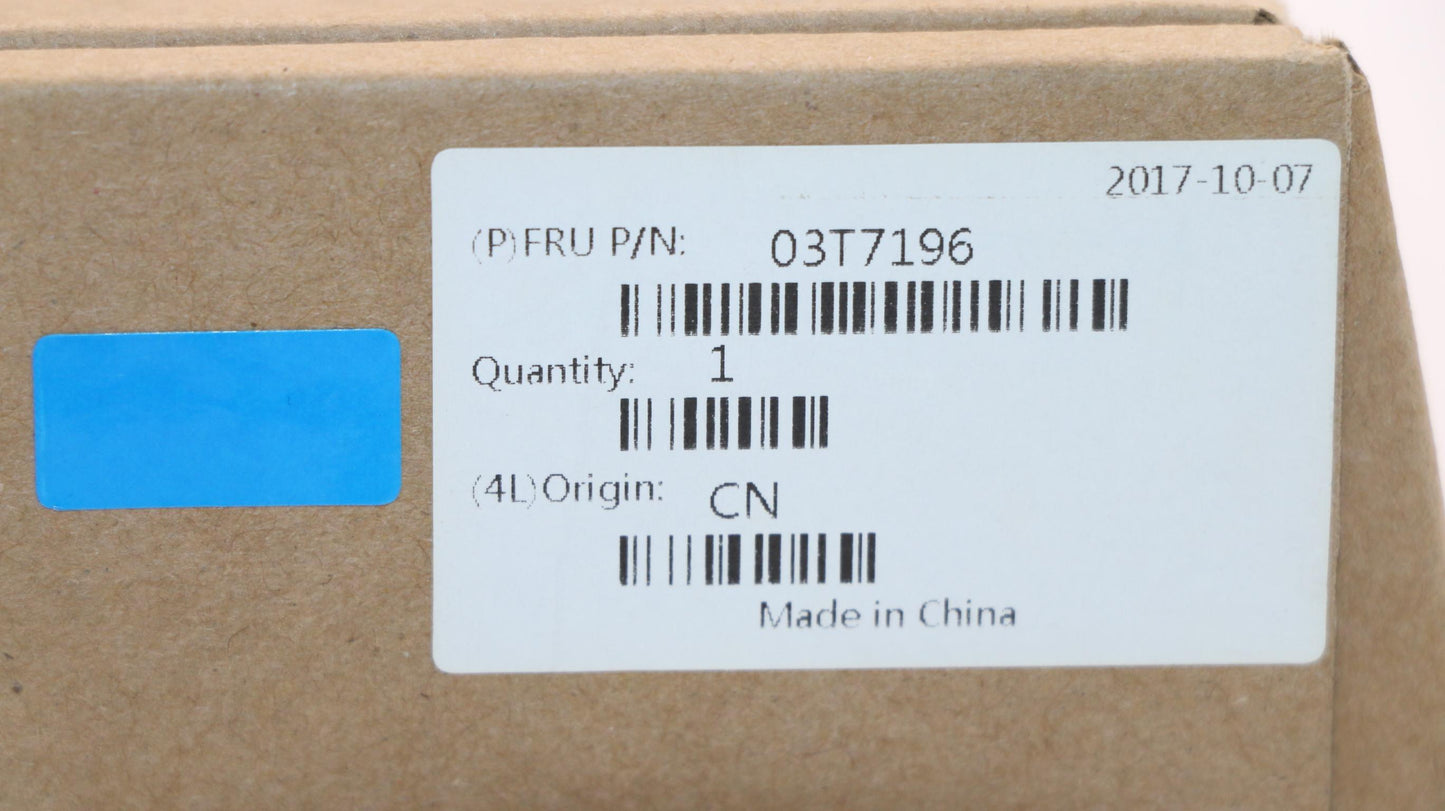 2017-10-07
(P)FRU P/N: 03T7196
Quantity: 1
(4L)Origin: CN
Made in China